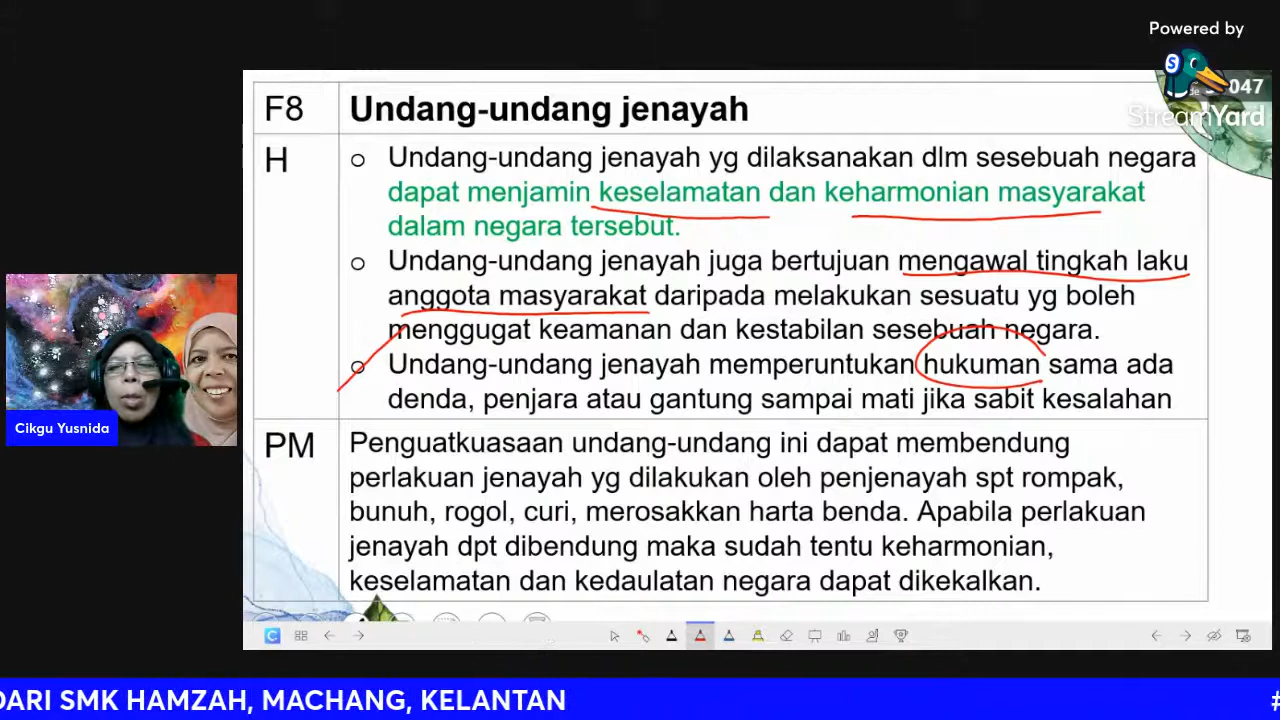 Powered by
047
StreamYard
F8
Undang-undang jenayah
H
o Undang-undang jenayah yg dilaksanakan dlm sesebuah negara
dapat menjamin keselamatan dan keharmonian masyarakat
dalam negara tersebut.
o Undang-undang jenayah juga bertujuan mengawal tingkah laku
anggota masyarakat daripada melakukan sesuatu yg boleh
menggugat keamanan dan kestabilan sesebuah negara.
o Undang-undang jenayah memperuntukan hukuman sama ada
denda, penjara atau gantung sampai mati jika sabit kesalahan
PM
Penguatkuasaan undang-undang ini dapat membendung
perlakuan jenayah yg dilakukan oleh penjenayah spt rompak,
bunuh, rogol, curi, merosakkan harta benda. Apabila perlakuan
jenayah dpt dibendung maka sudah tentu keharmonian,
keselamatan dan kedaulatan negara dapat dikekalkan.
Cikgu Yusnida
DARI SMK HAMZAH, MACHANG, KELANTAN
#